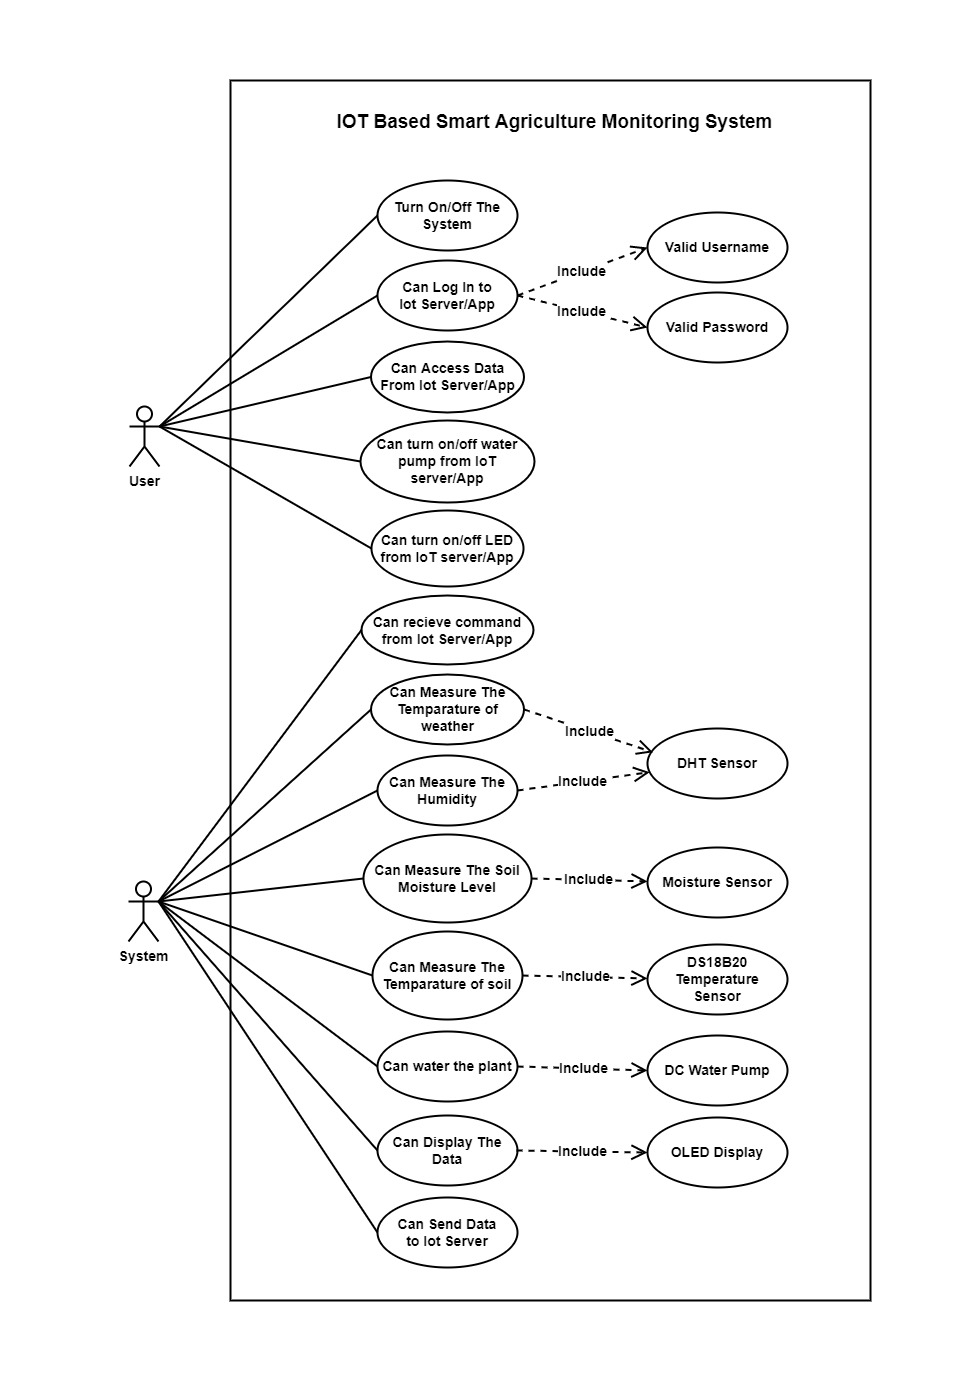 IOT Based Smart Agriculture Monitoring System
Turn On/Off The
System
Can Log In to
Iot Server/App
Include
Include
Valid Username
Valid Password
Can Access Data
From Iot Server/App
Can turn on/off water
pump from IoT
server/App
User
Can turn on/off LED
from IoT server/App
Can recieve command
from Iot Server/App
Can Measure The
Temparature of
weather
Include
DHT Sensor
Can Measure The
Humidity
Include
Can Measure The Soil
Moisture Level
Include
Moisture Sensor
System
Can Measure The
Temparature of soil
Include
DS18B20
Temperature
Sensor
Can water the plant
Include
DC Water Pump
Can Display The
Data
Include
OLED Display
Can Send Data
to Iot Server